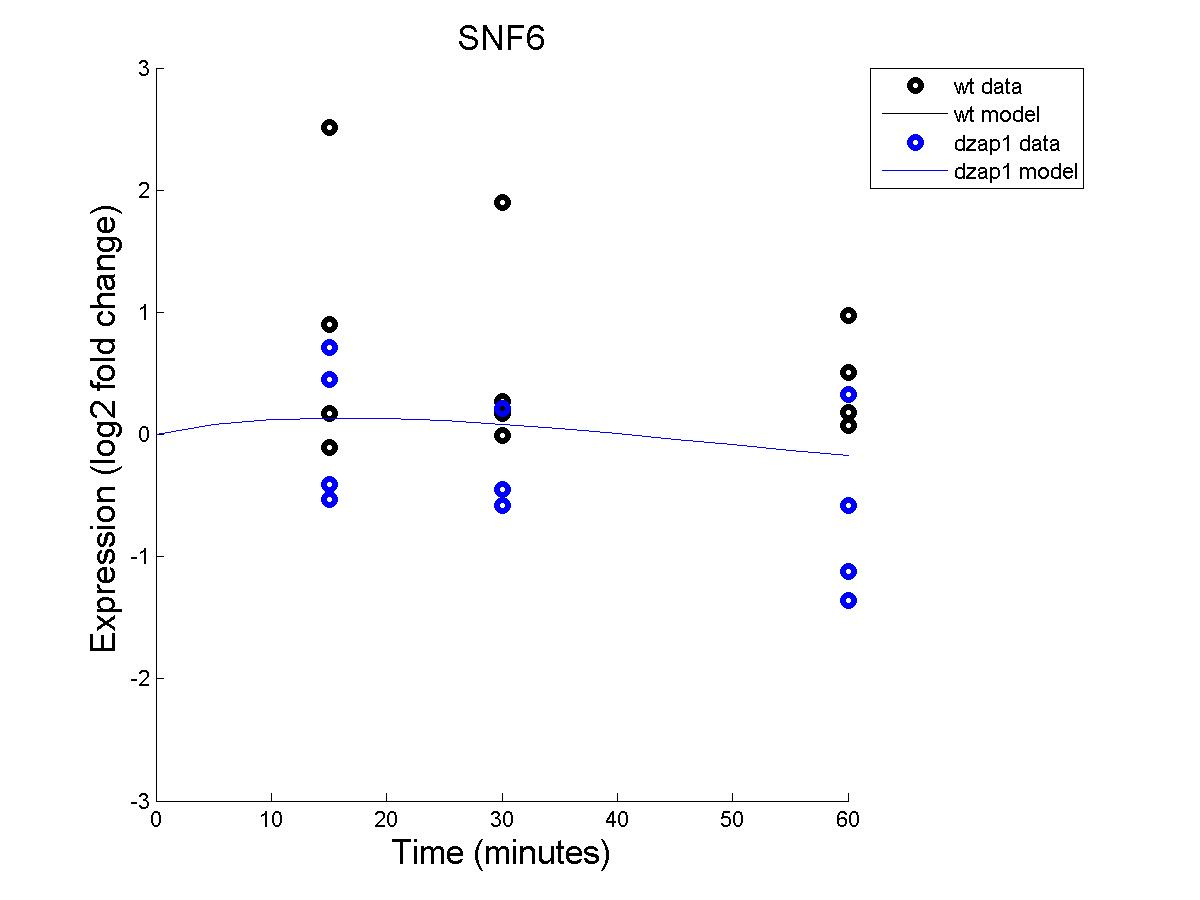 SNF6
3
2
1
0
-1
-2
-3
0 10 20 30 40 50 60
Time (minutes)
Expression (log2 fold change)
wt data
wt model
dzap1 data
dzap1 model